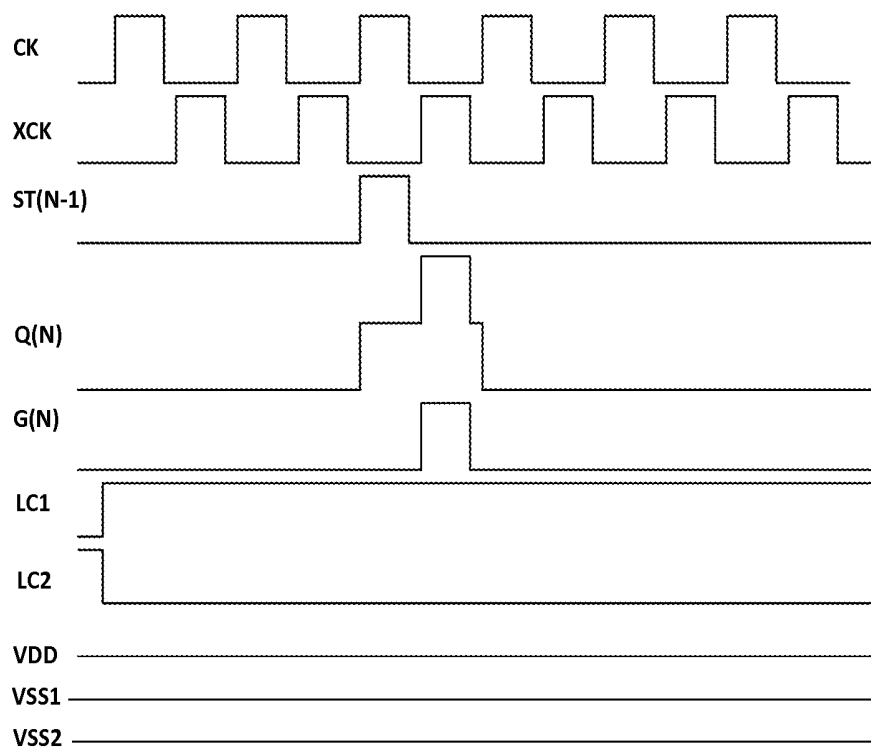 CK
XCK
ST(N-1)
Q(N)
G(N)
LC1
LC2
VDD
VSS1
VSS2